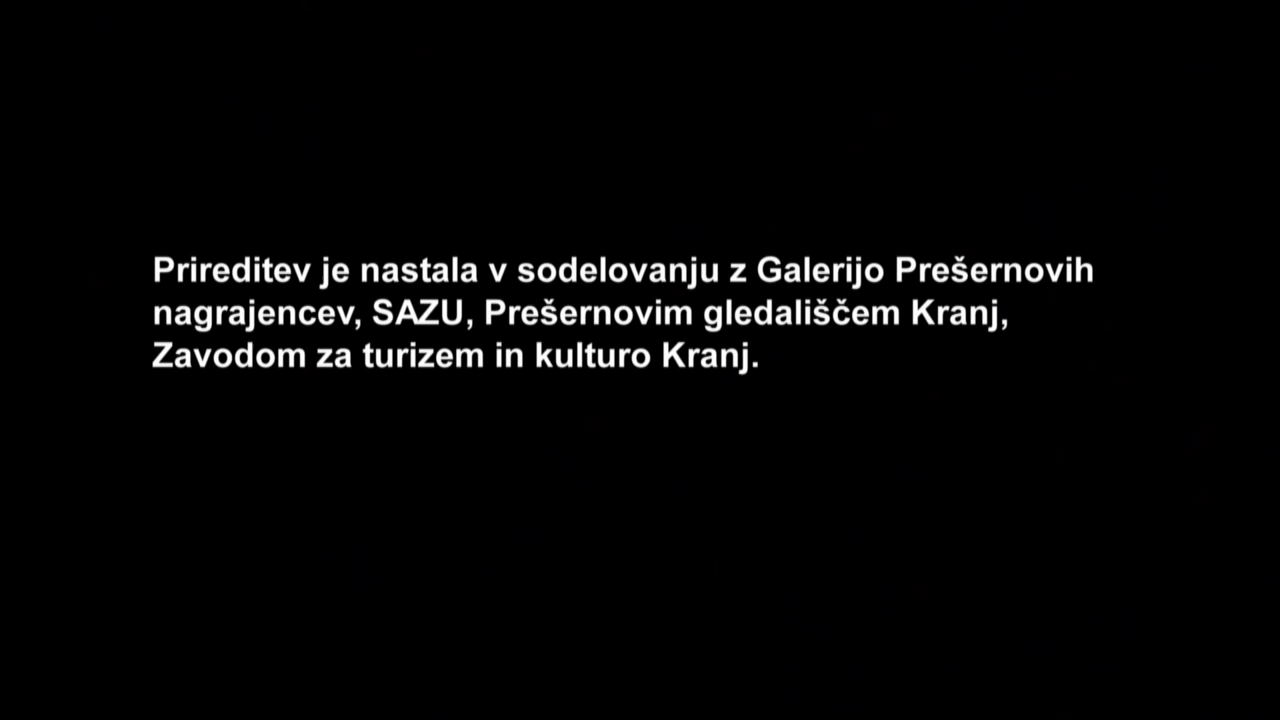 Prireditev je nastala v sodelovanju z Galerijo Prešernovih
nagrajencev, SAZU, Prešernovim gledališčem Kranj,
Zavodom za turizem in kulturo Kranj.